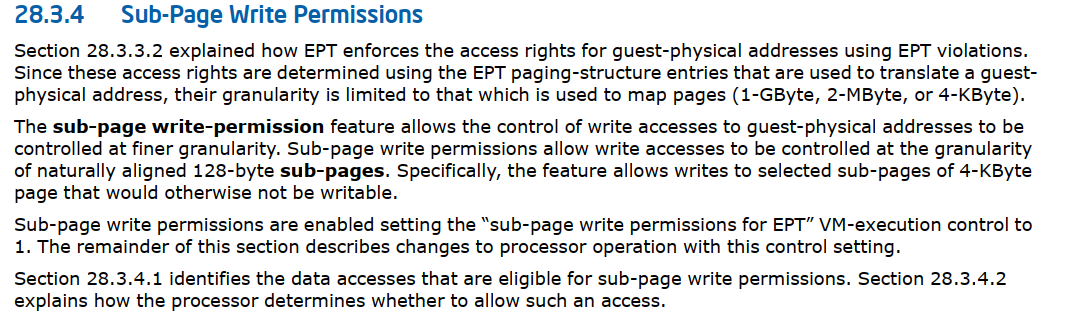 28.3.4 Sub-Page Write Permissions
Section 28.3.3.2 explained how EPT enforces the access rights for guest-physical addresses using EPT violations.
Since these access rights are determined using the EPT paging-structure entries that are used to translate a guest-
physical address, their granularity is limited to that which is used to map pages (1-GByte, 2-MByte, or 4-KByte).
The sub-page write-permission feature allows the control of write accesses to guest-physical addresses to be
controlled at finer granularity. Sub-page write permissions allow write accesses to be controlled at the granularity
of naturally aligned 128-byte sub-pages. Specifically, the feature allows writes to selected sub-pages of 4-KByte
page that would otherwise not be writable.
Sub-page write permissions are enabled setting the “sub-page write permissions for EPT” VM-execution control to
1. The remainder of this section describes changes to processor operation with this control setting.
Section 28.3.4.1 identifies the data accesses that are eligible for sub-page write permissions. Section 28.3.4.2
explains how the processor determines whether to allow such an access.